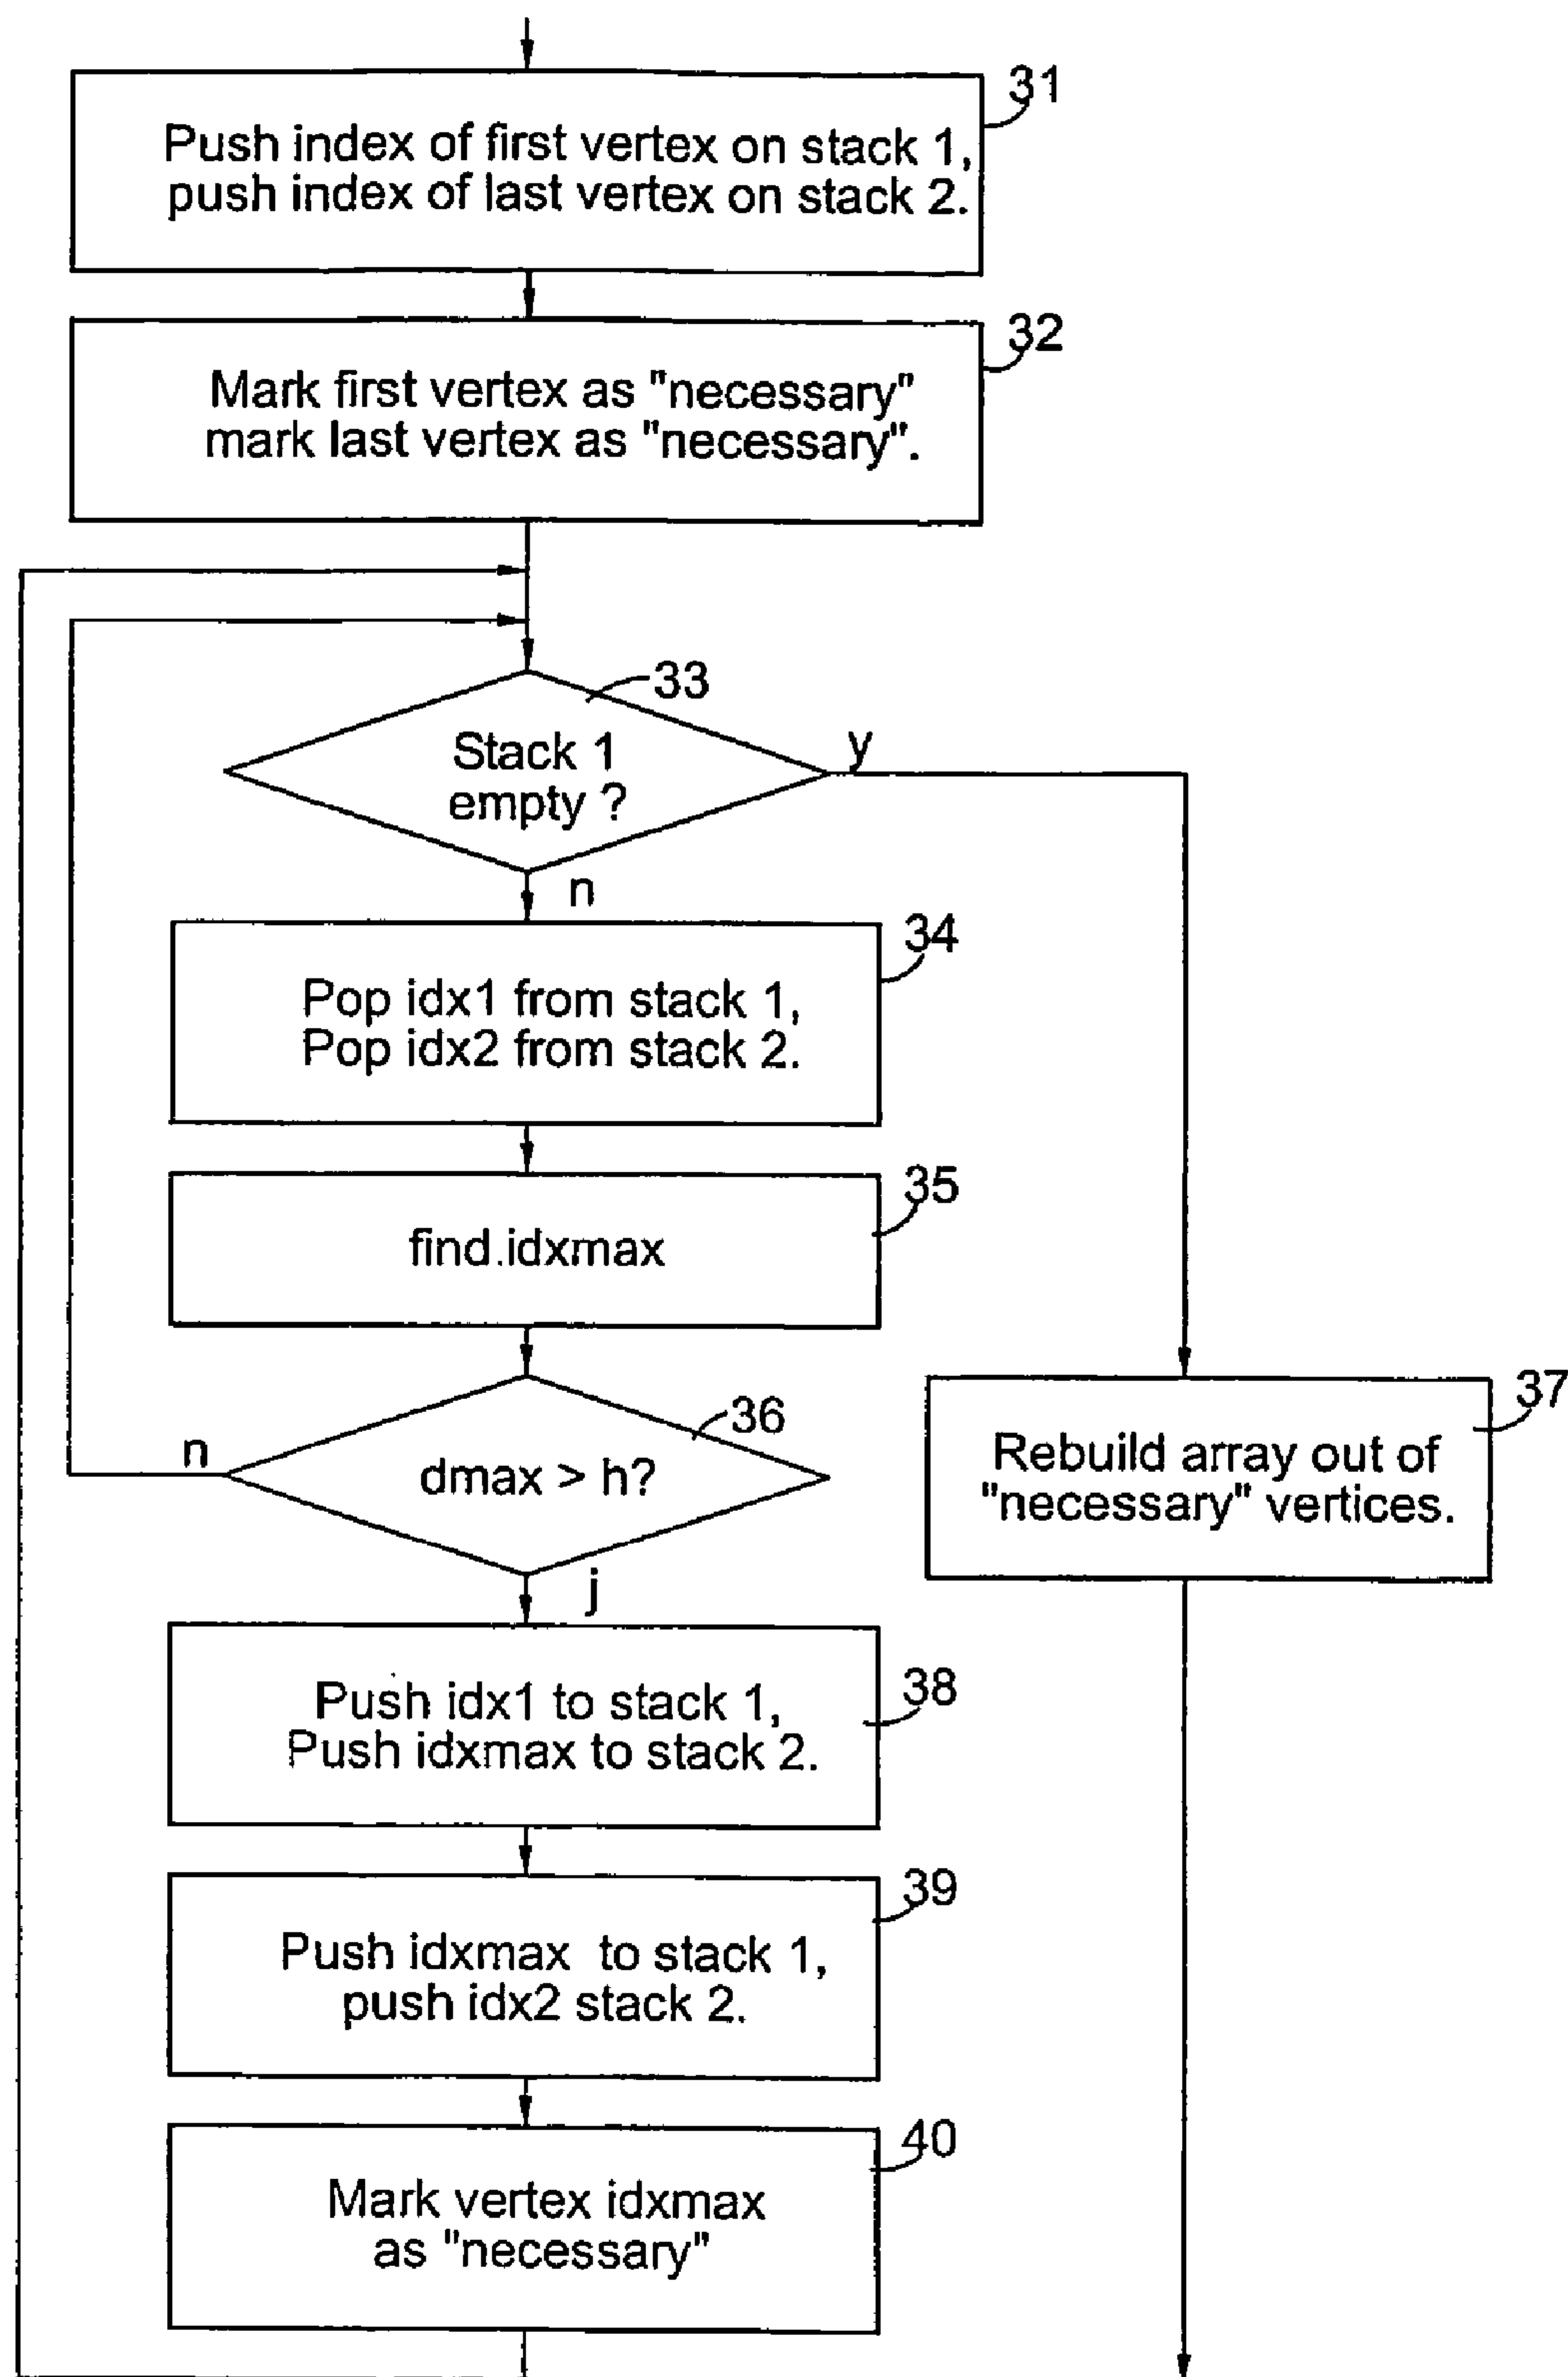 31
Push index of first vertex on stack 1,
push index of last vertex on stack 2.
32
Mark first vertex as "necessary"
mark last vertex as "necessary".
33
Stack 1
empty ?
y
n
34
Pop idx1 from stack 1,
Pop idx2 from stack 2.
35
find.idxmax
36
dmax > h?
n
j
37
Rebuild array out of
"necessary" vertices.
38
Push idx1 to stack 1,
Push idxmax to stack 2.
39
Push idxmax to stack 1,
push idx2 stack 2.
40
Mark vertex idxmax
as "necessary"